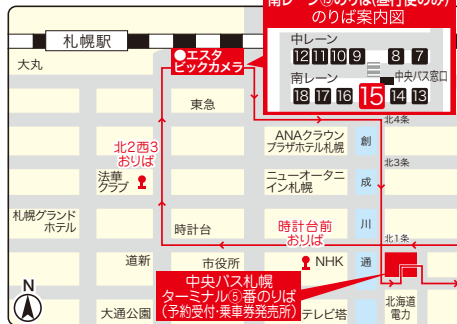 南レーン⑮のりば(昼行便のみ)
のりば案内図
中レーン
12 11 10 9 8 7
南レーン
中央バス窓口
18 17 16 15 14 13
札幌駅
大丸
●エスタ
ビックカメラ
東急
北4条
ANAクラウン
プラザホテル札幌
創
北2西3
おりば
北3条
法華
クラブ
ニューオータニ
イン札幌
成
札幌グランド
ホテル
時計台
時計台前
おりば
川
北1条
道新
市役所
NHK
通
中央バス札幌
ターミナル⑤番のりば
(予約受付・乗車券発売所)
N
大通公園
テレビ塔
北海道
電力